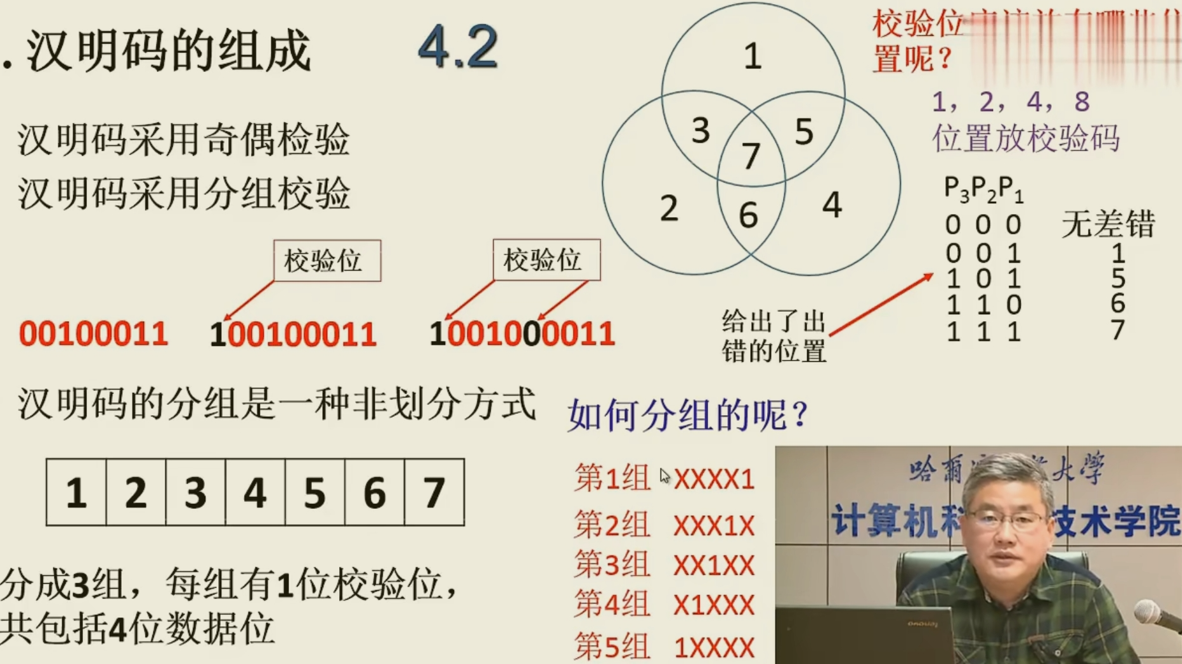 . 汉明码的组成
4.2
汉明码采用奇偶检验
汉明码采用分组校验
校验位
校验位
00100011
100100011
1001000011
汉明码的分组是一种非划分方式
1 2 3 4 5 6 7
分成3组，每组有1位校验位，
共包括4位数据位
1
3
5
7
2
6
4
校验位
置呢？
1，2，4，8
位置放校验码
P3P2P1
0 0 0 无差错
0 0 1 1
1 0 1 5
1 1 0 6
1 1 1 7
给出了出
错的位置
如何分组的呢？
第1组 XXXX1
第2组 XXX1X
第3组 XX1XX
第4组 X1XXX
第5组 1XXXX
哈尔 大学
计算机科 技术学院
lenovo